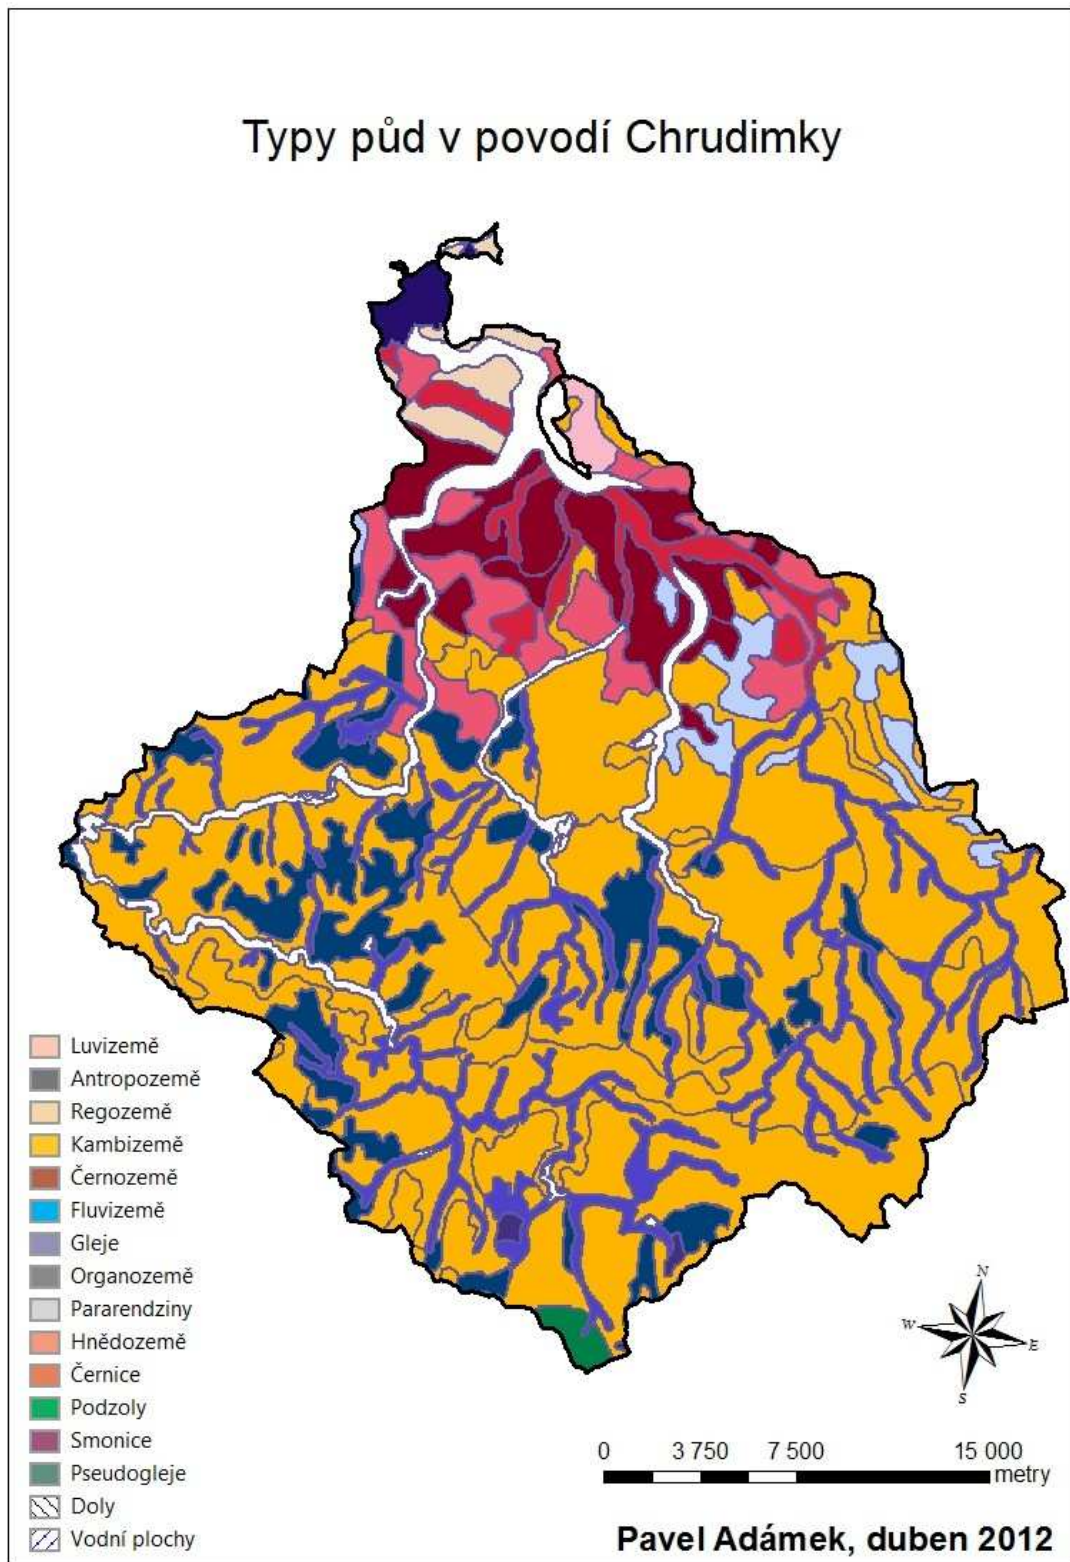 Typy půd v povodí Chrudimky
Luvizemě
Antropozemě
Regozemě
Kambizemě
Černozemě
Fluvizemě
Gleje
Organozemě
Pararendziny
Hnědozemě
Černice
Podzoly
Smonice
Pseudogleje
Doly
Vodní plochy
N
W
E
S
0 3 750 7 500 15 000
metry
Pavel Adámek, duben 2012